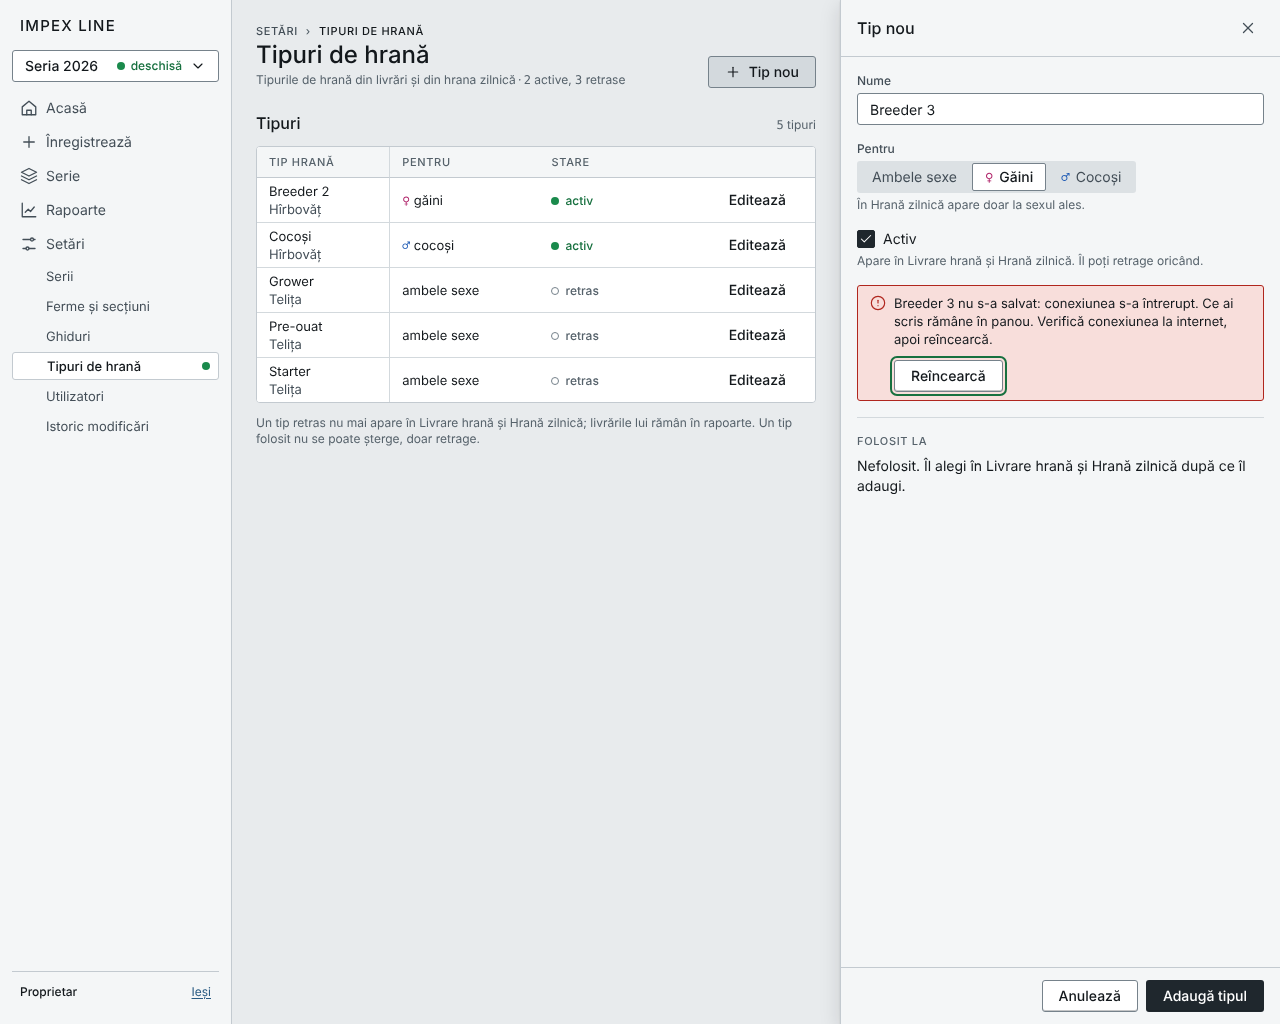 IMPEX LINE
Seria 2026
deschisă
Acasă
Înregistrează
Serie
Rapoarte
Setări
Serii
Ferme și secțiuni
Ghiduri
Tipuri de hrană
Utilizatori
Istoric modificări
Proprietar
Ieși
SETĂRI › TIPURI DE HRANĂ
Tipuri de hrană
Tipurile de hrană din livrări și din hrana zilnică · 2 active, 3 retrase
Tip nou
Tipuri
5 tipuri
TIP HRANĂ PENTRU STARE
Breeder 2
Hîrbovăț
♀ găini
activ
Editează
Cocoși
Hîrbovăț
♂ cocoși
activ
Editează
Grower
Telița
ambele sexe
retras
Editează
Pre-ouat
Telița
ambele sexe
retras
Editează
Starter
Telița
ambele sexe
retras
Editează
Un tip retras nu mai apare în Livrare hrană și Hrană zilnică; livrările lui rămân în rapoarte. Un tip
folosit nu se poate șterge, doar retrage.
Tip nou
Nume
Breeder 3
Pentru
Ambele sexe ♀ Găini ♂ Cocoși
În Hrană zilnică apare doar la sexul ales.
Activ
Apare în Livrare hrană și Hrană zilnică. Îl poți retrage oricând.
Breeder 3 nu s-a salvat: conexiunea s-a întrerupt. Ce ai
scris rămâne în panou. Verifică conexiunea la internet,
apoi reîncearcă.
Reîncearcă
FOLOSIT LA
Nefolosit. Îl alegi în Livrare hrană și Hrană zilnică după ce îl
adaugi.
Anulează
Adaugă tipul